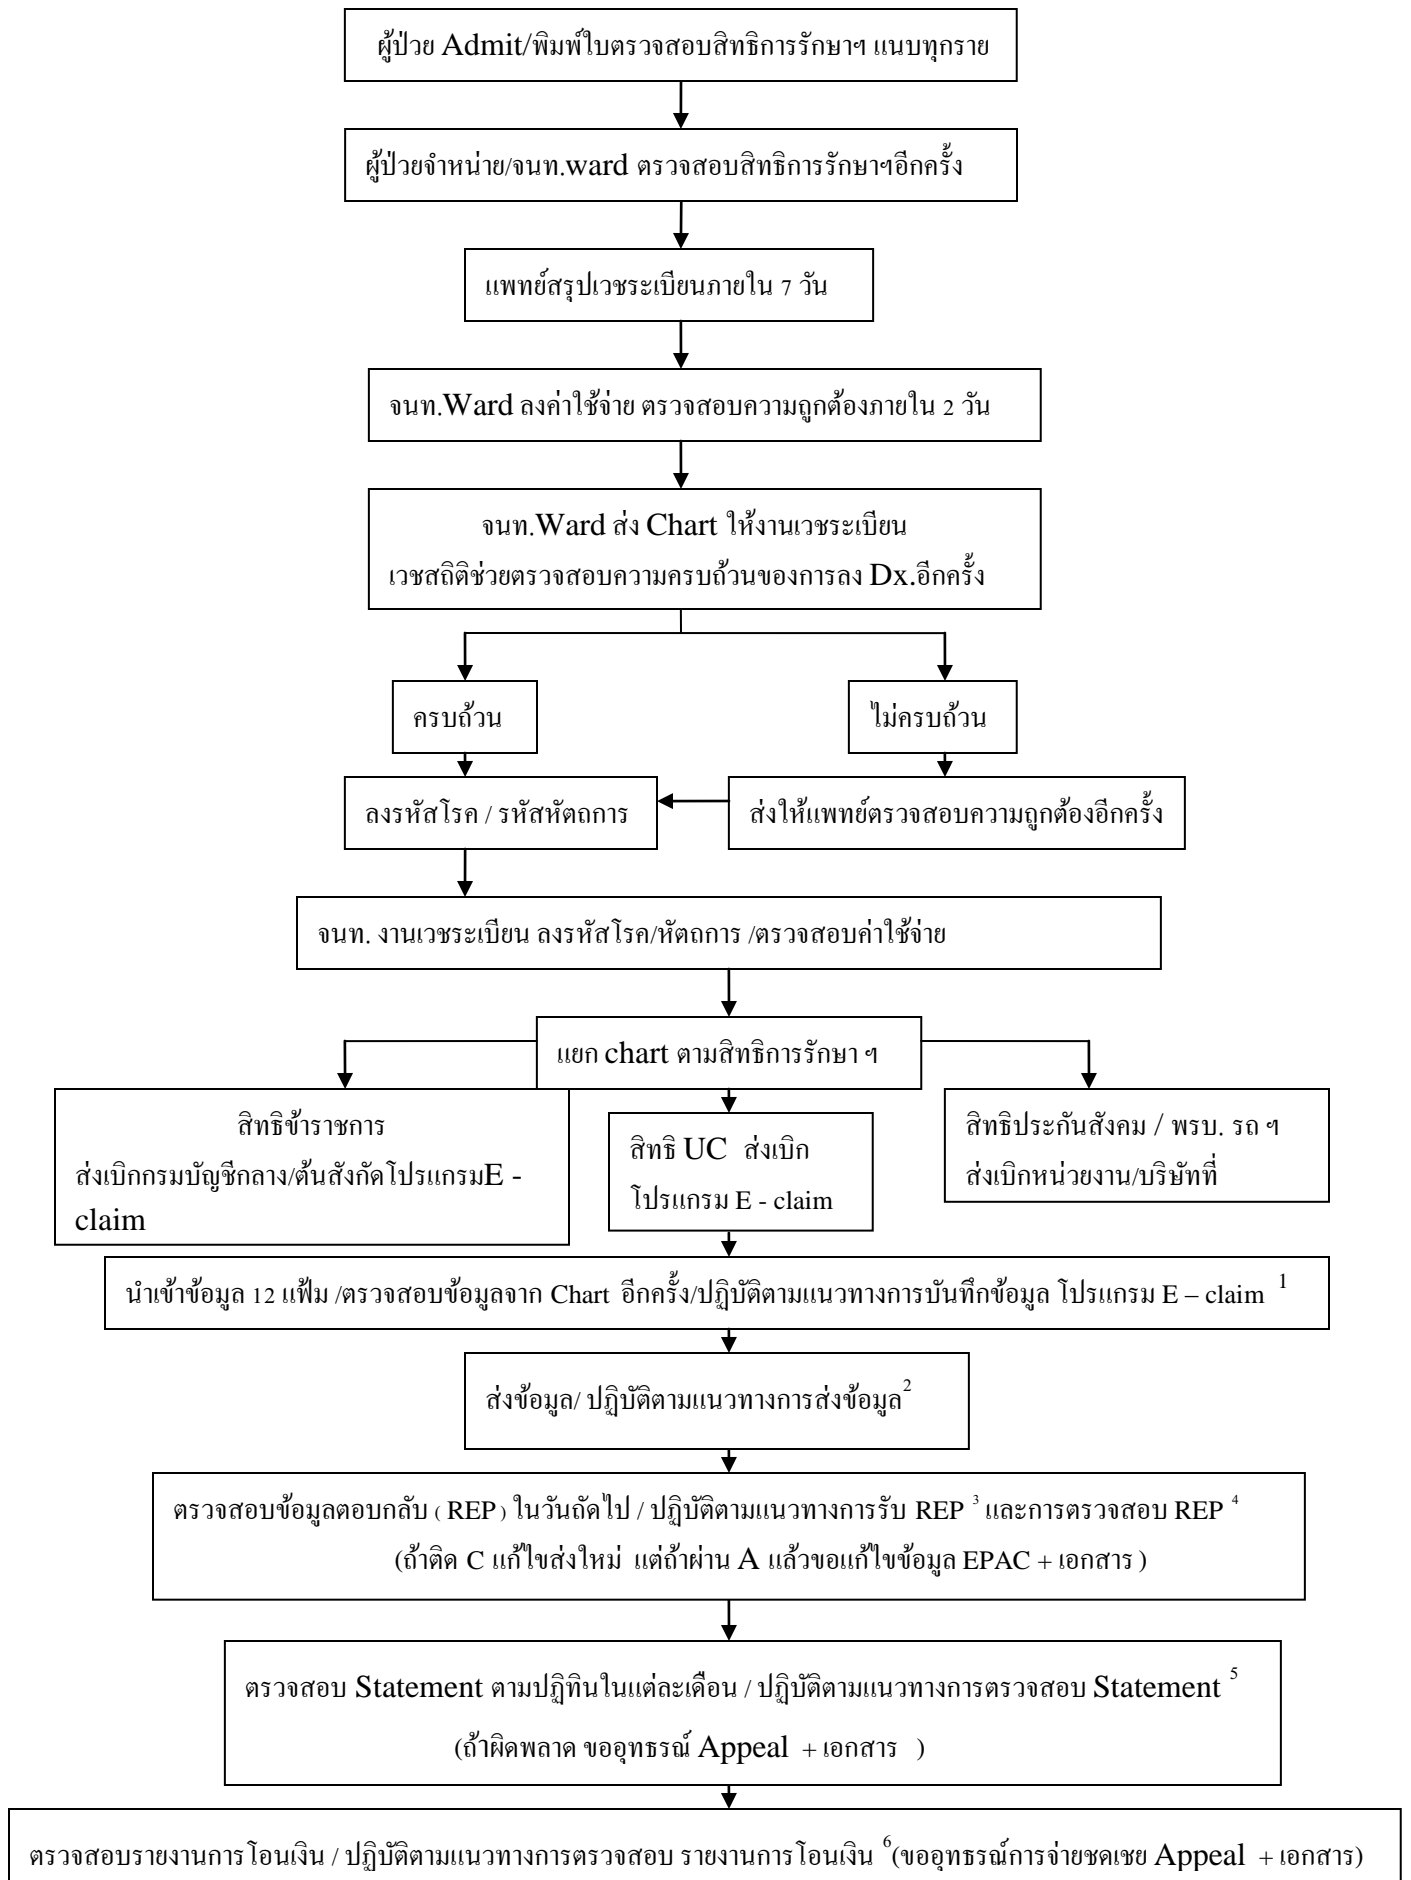 ผู้ป่วย Admit/พิมพ์ใบตรวจสอบสิทธิการรักษาฯ แนบทุกราย
ผู้ป่วยจำหน่าย/จนท.ward ตรวจสอบสิทธิการรักษาฯอีกครั้ง
แพทย์สรุปเวชระเบียนภายใน 7 วัน
จนท.Ward ลงค่าใช้จ่าย ตรวจสอบความถูกต้องภายใน 2 วัน
จนท.Ward ส่ง Chart ให้งานเวชระเบียน
เวชสถิติช่วยตรวจสอบความครบถ้วนของการลง Dx.อีกครั้ง
ครบถ้วน
ไม่ครบถ้วน
ลงรหัสโรค / รหัสหัตถการ
ส่งให้แพทย์ตรวจสอบความถูกต้องอีกครั้ง
จนท. งานเวชระเบียน ลงรหัสโรค/หัตถการ /ตรวจสอบค่าใช้จ่าย
แยก chart ตามสิทธิการรักษา ฯ
สิทธิข้าราชการ
ส่งเบิกกรมบัญชีกลาง/ต้นสังกัดโปรแกรมE -
claim
สิทธิ UC ส่งเบิก
โปรแกรม E - claim
สิทธิประกันสังคม / พรบ. รถ ฯ
ส่งเบิกหน่วยงาน/บริษัทที่
นำเข้าข้อมูล 12 แฟ้ม /ตรวจสอบข้อมูลจาก Chart อีกครั้ง/ปฏิบัติตามแนวทางการบันทึกข้อมูล โปรแกรม E – claim 1
ส่งข้อมูล/ ปฏิบัติตามแนวทางการส่งข้อมูล2
ตรวจสอบข้อมูลตอบกลับ ( REP) ในวันถัดไป / ปฏิบัติตามแนวทางการรับ REP 3 และการตรวจสอบ REP 4
(ถ้าติด C แก้ไขส่งใหม่ แต่ถ้าผ่าน A แล้วขอแก้ไขข้อมูล EPAC + เอกสาร )
ตรวจสอบ Statement ตามปฏิทินในแต่ละเดือน / ปฏิบัติตามแนวทางการตรวจสอบ Statement 5
(ถ้าผิดพลาด ขออุทธรณ์ Appeal + เอกสาร )
ตรวจสอบรายงานการโอนเงิน / ปฏิบัติตามแนวทางการตรวจสอบ รายงานการโอนเงิน 6(ขออุทธรณ์การจ่ายชดเชย Appeal + เอกสาร)